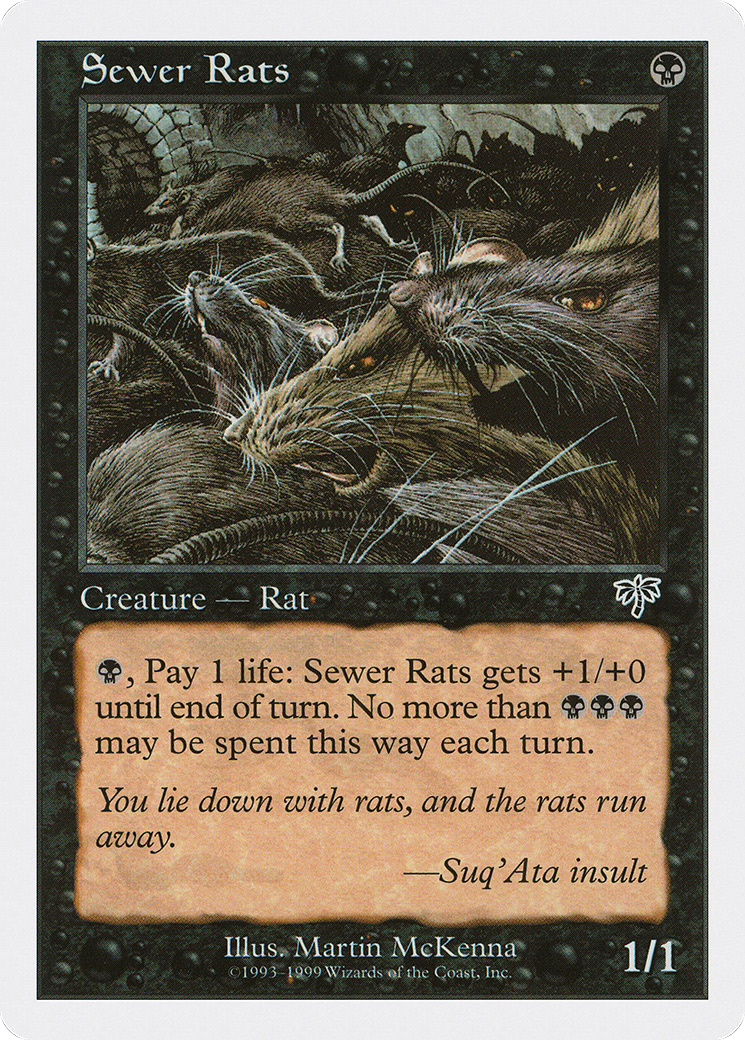 Sewer Rats
Creature — Rat
, Pay 1 life: Sewer Rats gets +1/+0
until end of turn. No more than
may be spent this way each turn.
You lie down with rats, and the rats run
away.
—Suq'Ata insult
Illus. Martin McKenna
©1993–1999 Wizards of the Coast, Inc.
1/1